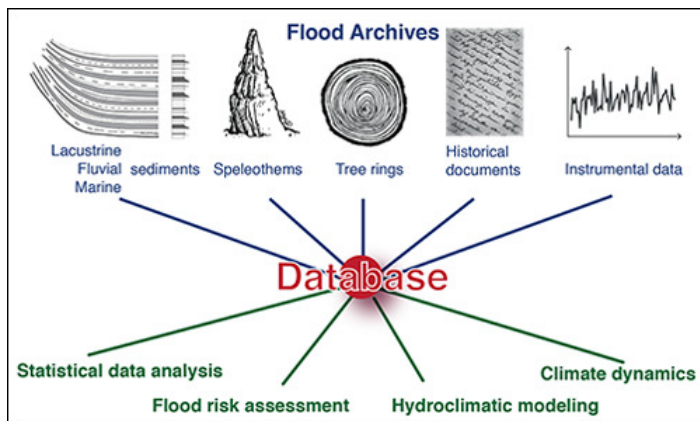 Flood Archives
Lacustrine
Fluvial sediments
Marine
Speleothems
Tree rings
Historical
documents
Instrumental data
Database
Statistical data analysis
Climate dynamics
Flood risk assessment
Hydroclimatic modeling